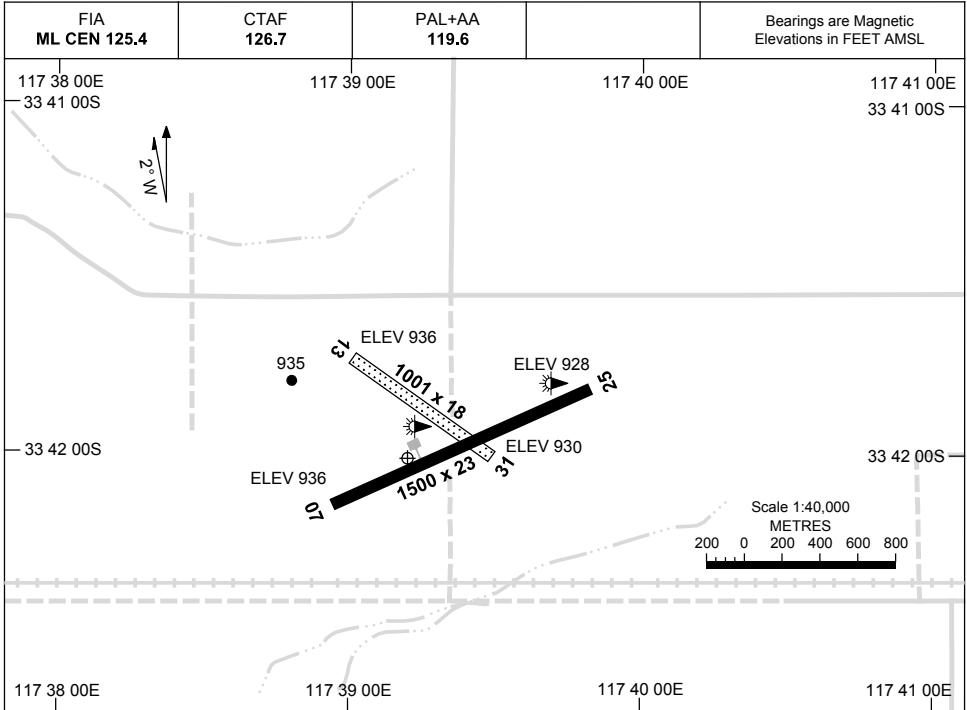 FIA
ML CEN 125.4
CTAF
126.7
PAL+AA
119.6
Bearings are Magnetic
Elevations in FEET AMSL
117 38 00E
117 39 00E
117 40 00E
117 41 00E
33 41 00S
33 41 00S
2° W
ELEV 936
13
935
1001 x 18
ELEV 928
25
33 42 00S
ELEV 930
33 42 00S
31
ELEV 936
1500 x 23
07
Scale 1:40,000
METRES
200 0 200 400 600 800
117 38 00E
117 39 00E
117 40 00E
117 41 00E